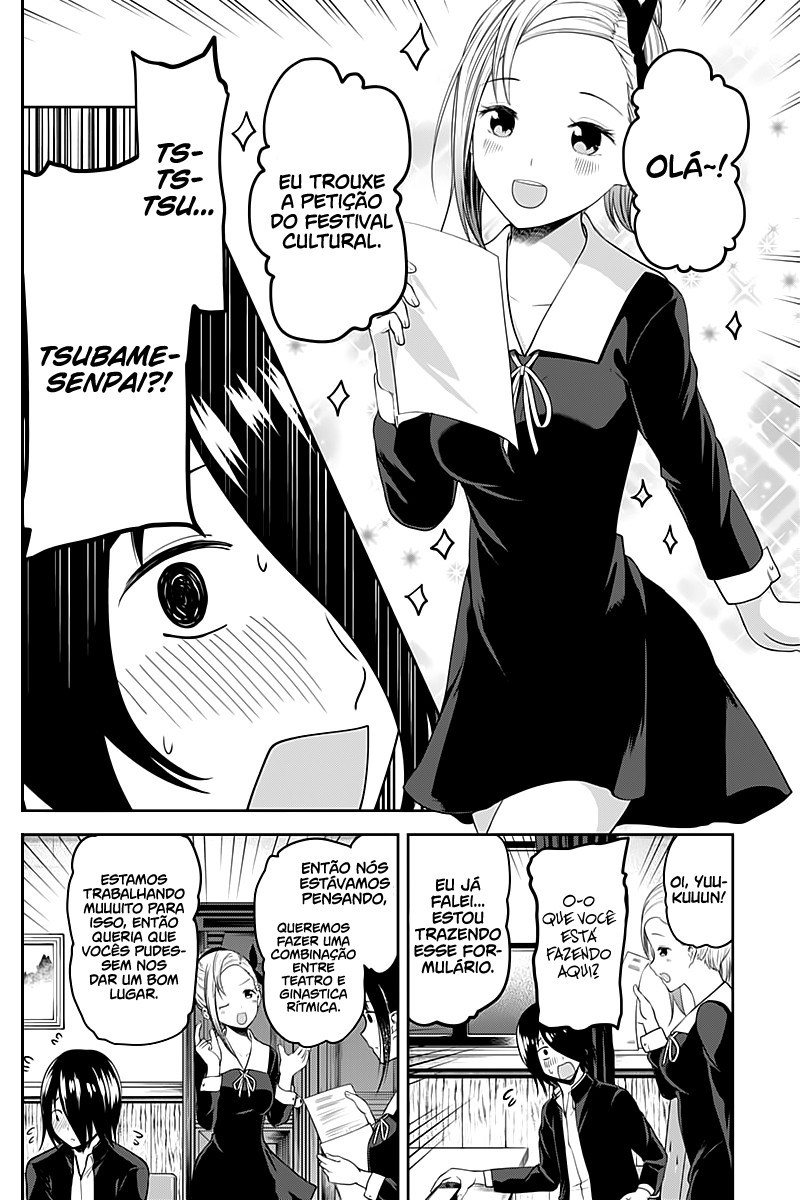 OLÁ~!
EU TROUXE
A PETIÇÃO
DO FESTIVAL
CULTURAL.
TS-
TS-
TSU...
TSUBAME-
SENPAI?!
OI, YUU-
KUUUN!
O-O
QUE VOCÊ
ESTÁ
FAZENDO
AQUI?
EU JÁ
FALEI...
ESTOU
TRAZENDO
ESSE FOR-
MULÁRIO.
ENTÃO NÓS
ESTÁVAMOS
PENSANDO,
QUEREMOS
FAZER UMA
COMBINAÇÃO
ENTRE
TEATRO E
GINASTICA
RÍTMICA.
ESTAMOS
TRABALHANDO
MUUUITO PARA
ISSO, ENTÃO
QUERIA QUE
VOCÊS PUDES-
SEM NOS
DAR UM BOM
LUGAR.